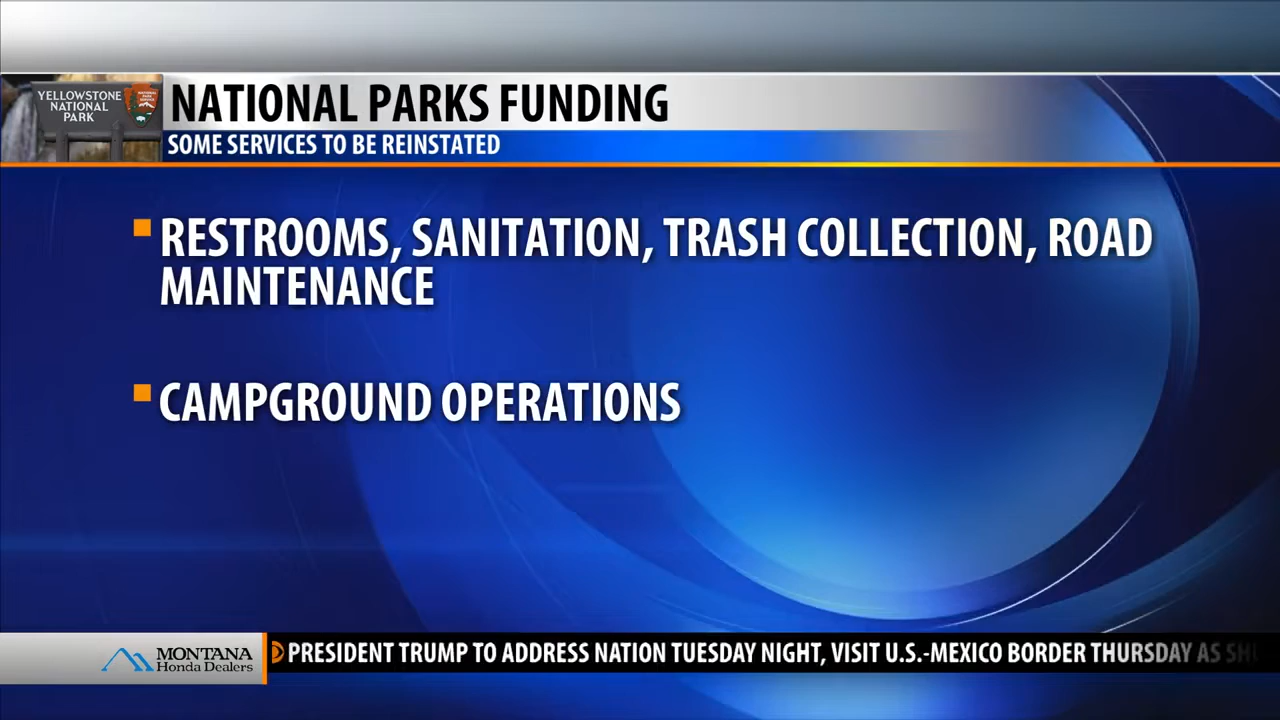 YELLOWSTONE
NATIONAL
PARK
NATIONAL PARKS FUNDING
SOME SERVICES TO BE REINSTATED
RESTROOMS, SANITATION, TRASH COLLECTION, ROAD
MAINTENANCE
CAMPGROUND OPERATIONS
MONTANA
Honda Dealers
PRESIDENT TRUMP TO ADDRESS NATION TUESDAY NIGHT, VISIT U.S.-MEXICO BORDER THURSDAY AS